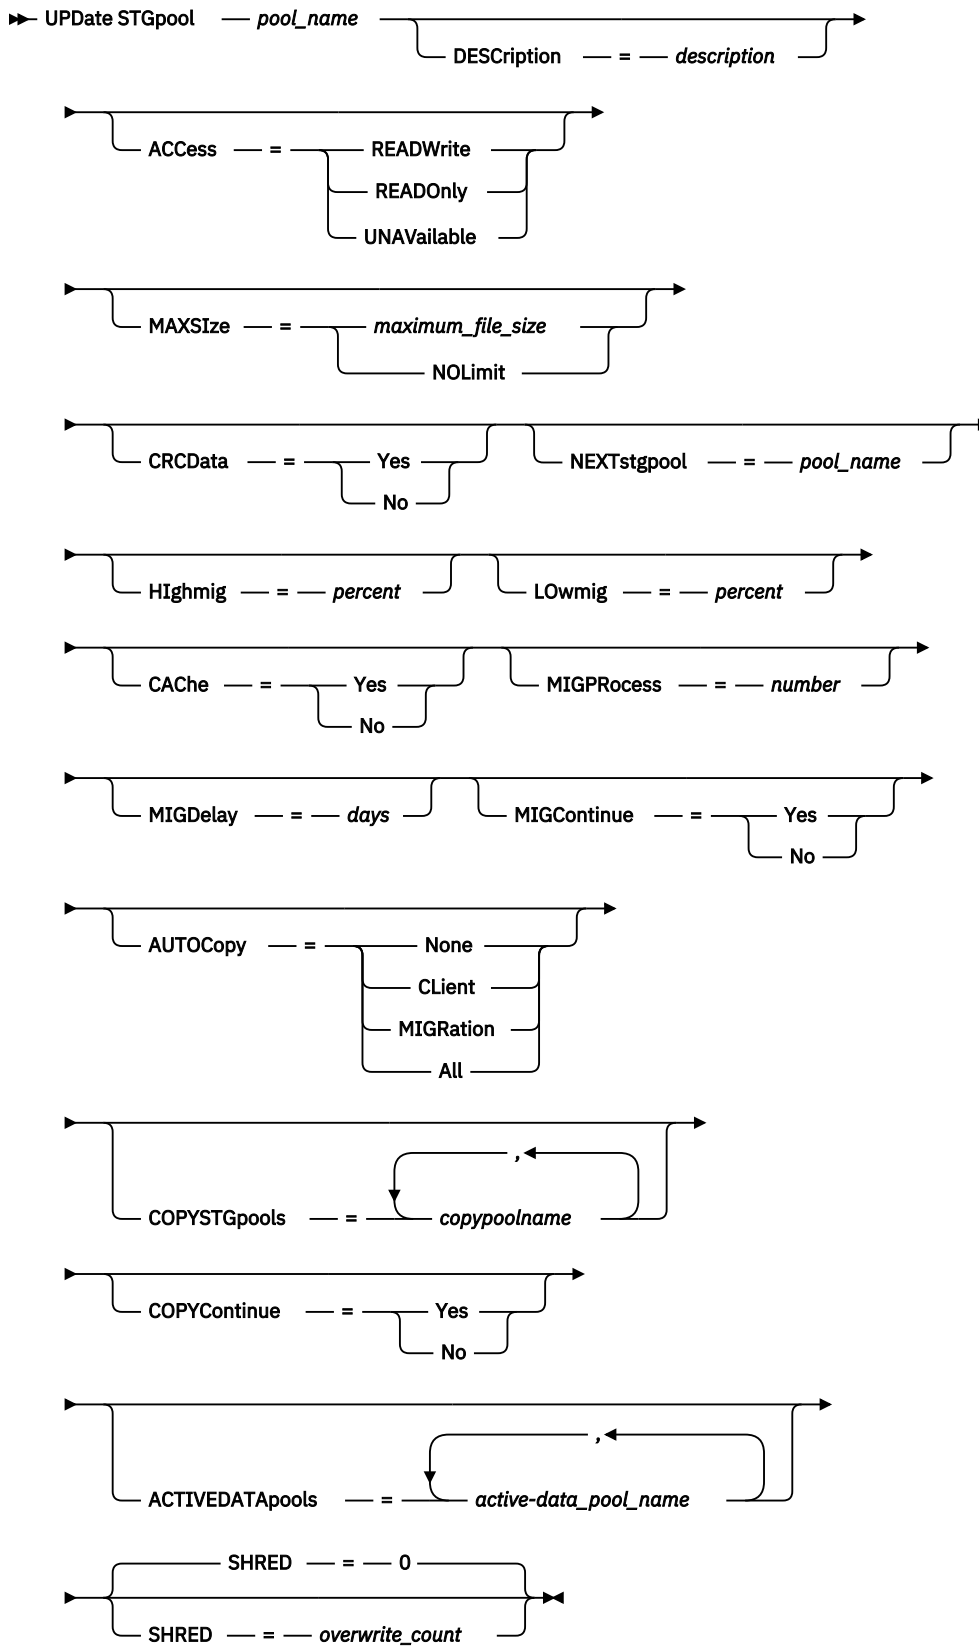 UPDate STGpool pool_name
DESCription = description
ACCess = READWrite
READOnly
UNAVailable
MAXSIze = maximum_file_size
NOLimit
CRCData = Yes NEXTstgpool = pool_name
No
HIghmig = percent LOwmig = percent
CAChe = Yes MIGPRocess = number
No
MIGDelay = days MIGContinue = Yes
No
AUTOCopy = None
CLient
MIGRation
All
,
COPYSTGpools = copypoolname
COPYContinue = Yes
No
,
ACTIVEDATApools = active-data_pool_name
SHRED = 0
SHRED = overwrite_count